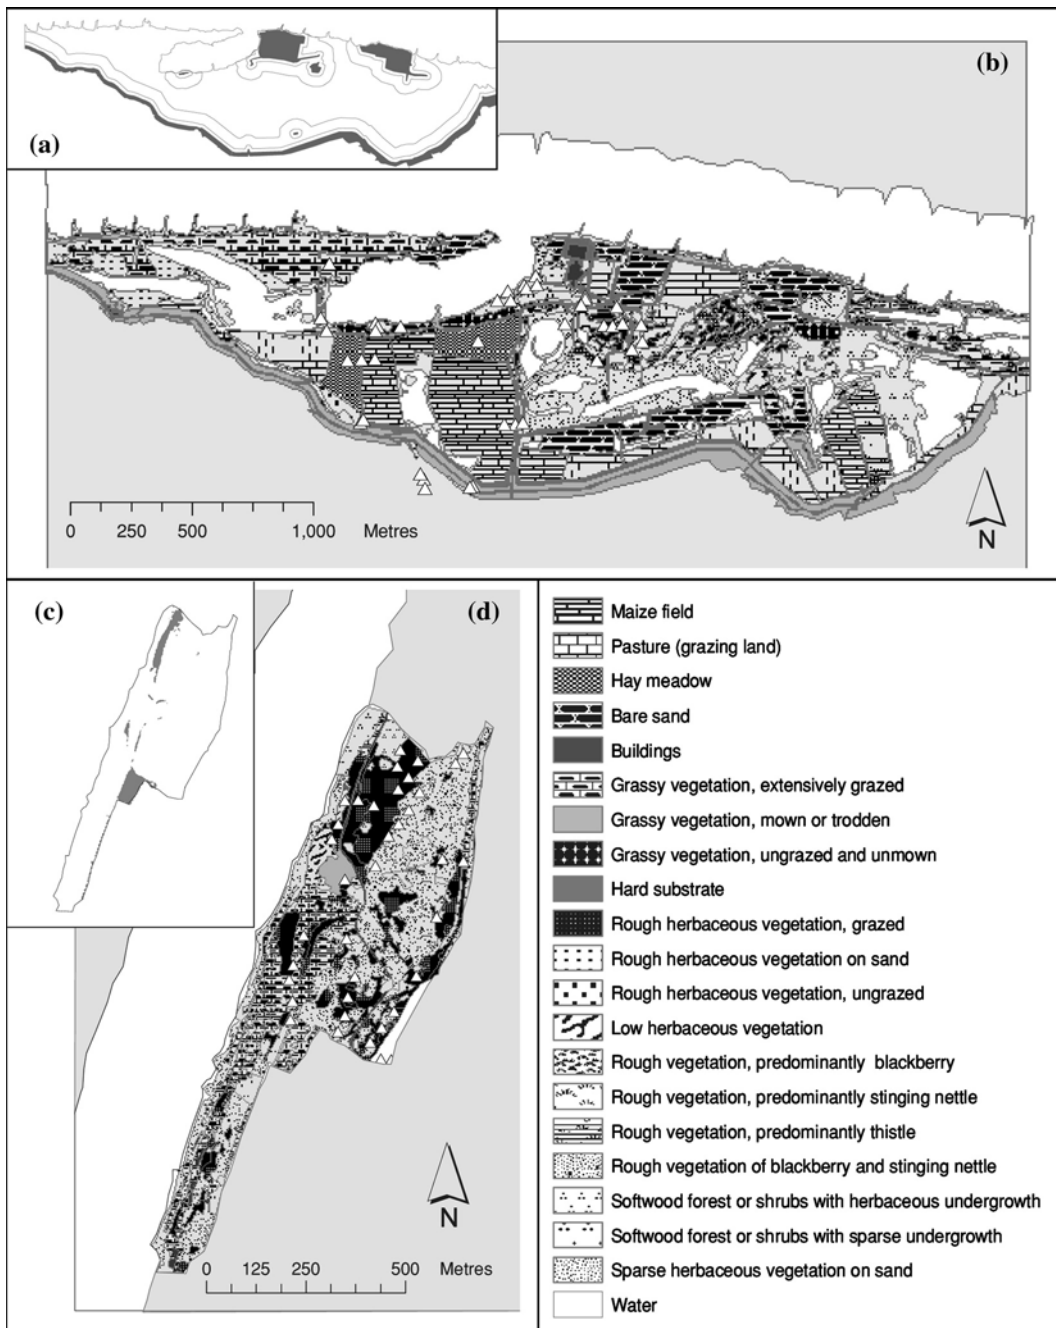 (a)
(b)
0 250 500 1,000 Metres
N
(c)
(d)
N
0 125 250 500 Metres
Maize field
Pasture (grazing land)
Hay meadow
Bare sand
Buildings
Grassy vegetation, extensively grazed
Grassy vegetation, mown or trodden
Grassy vegetation, ungrazed and unmown
Hard substrate
Rough herbaceous vegetation, grazed
Rough herbaceous vegetation on sand
Rough herbaceous vegetation, ungrazed
Low herbaceous vegetation
Rough vegetation, predominantly blackberry
Rough vegetation, predominantly stinging nettle
Rough vegetation, predominantly thistle
Rough vegetation of blackberry and stinging nettle
Softwood forest or shrubs with herbaceous undergrowth
Softwood forest or shrubs with sparse undergrowth
Sparse herbaceous vegetation on sand
Water